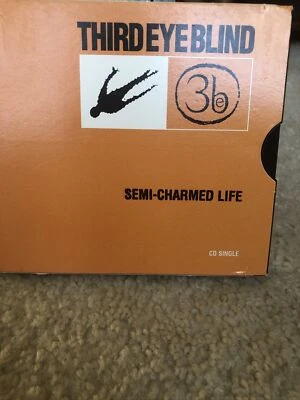 THIRD EYE BLIND
3eb
SEMI-CHARMED LIFE
CD SINGLE